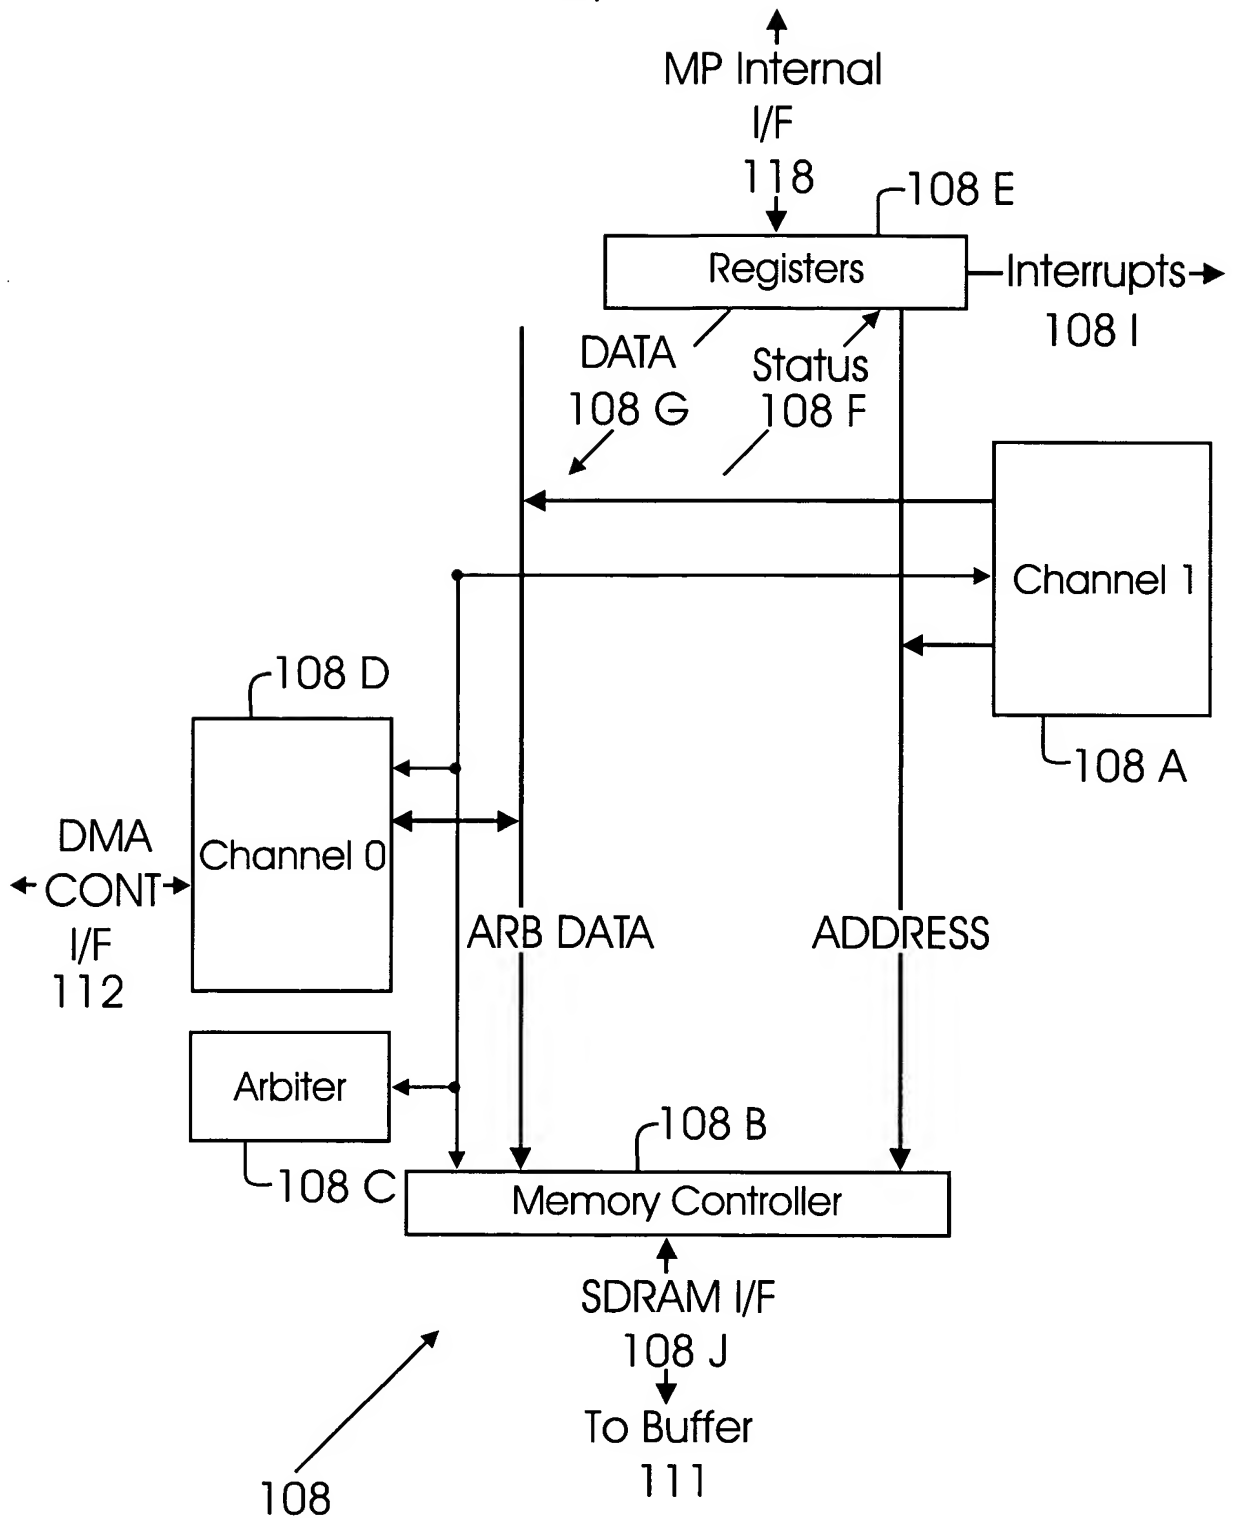 MP Internal
I/F
118
108 E
Registers
Interrupts
108 I
DATA
108 G
Status
108 F
Channel 1
108 A
108 D
Channel 0
DMA
CONT
I/F
112
ARB DATA
ADDRESS
Arbiter
108 C
108 B
Memory Controller
SDRAM I/F
108 J
To Buffer
111
108